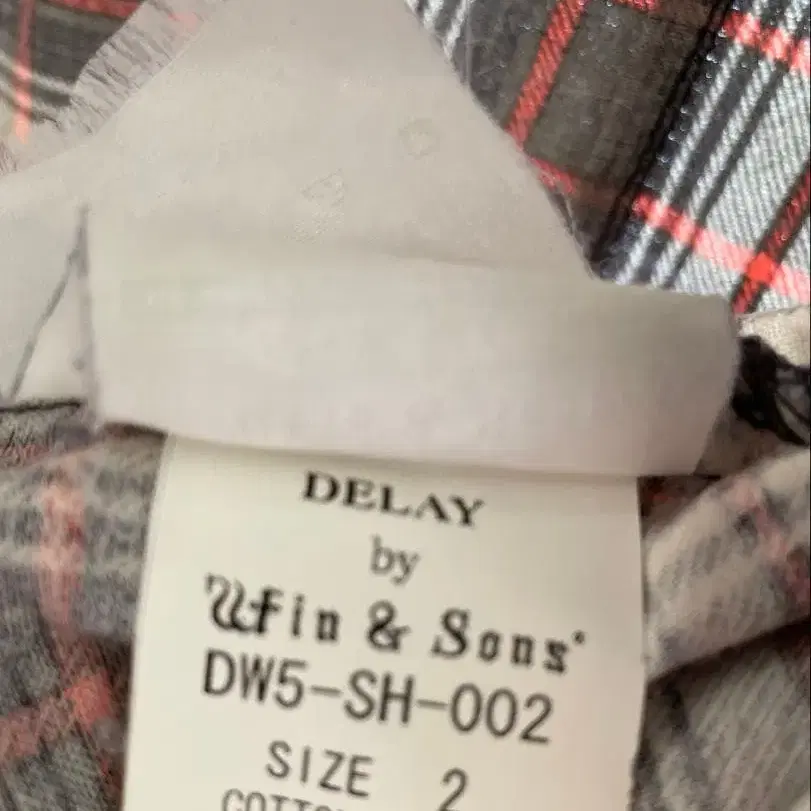 DELAY
by
Win & Sons
DW5-SH-002
SIZE 2